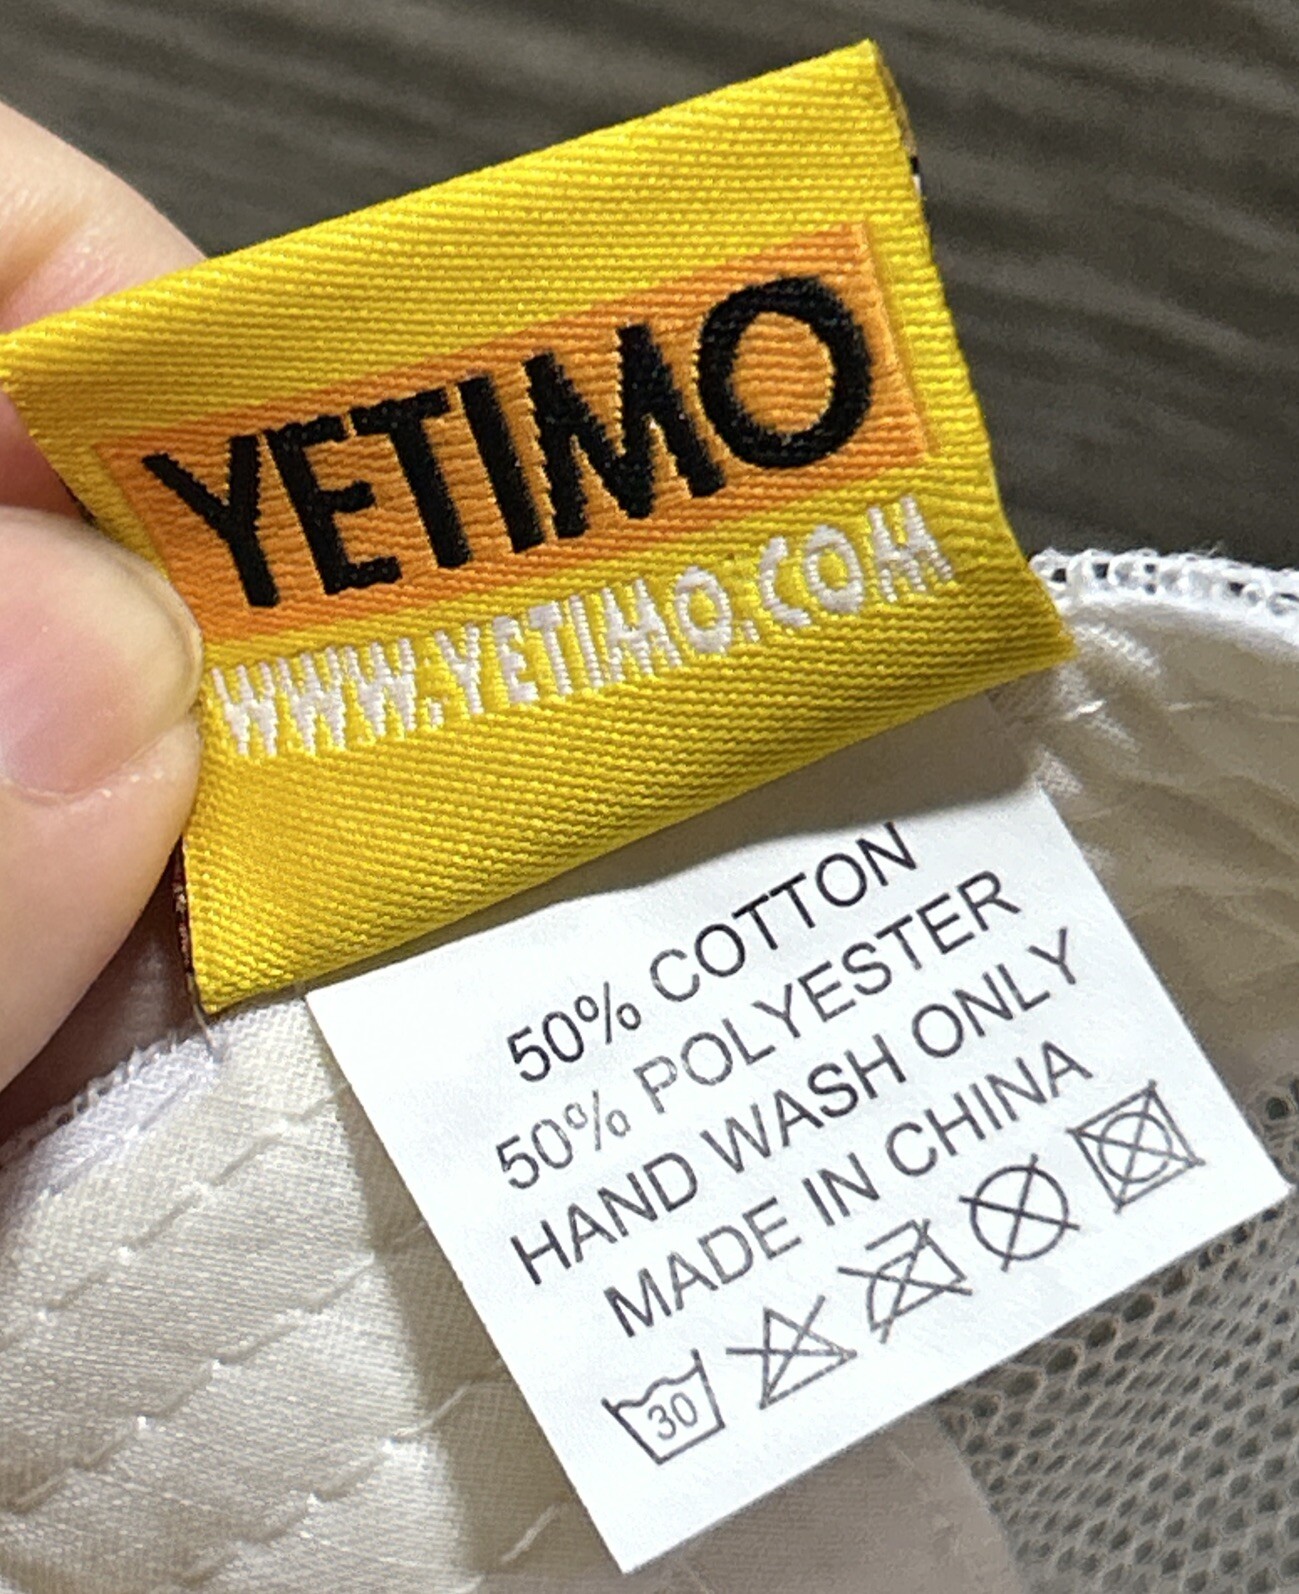 YETIMO
WWW.YETIMO.COM
50% COTTON
50% POLYESTER
HAND WASH ONLY
MADE IN CHINA
30